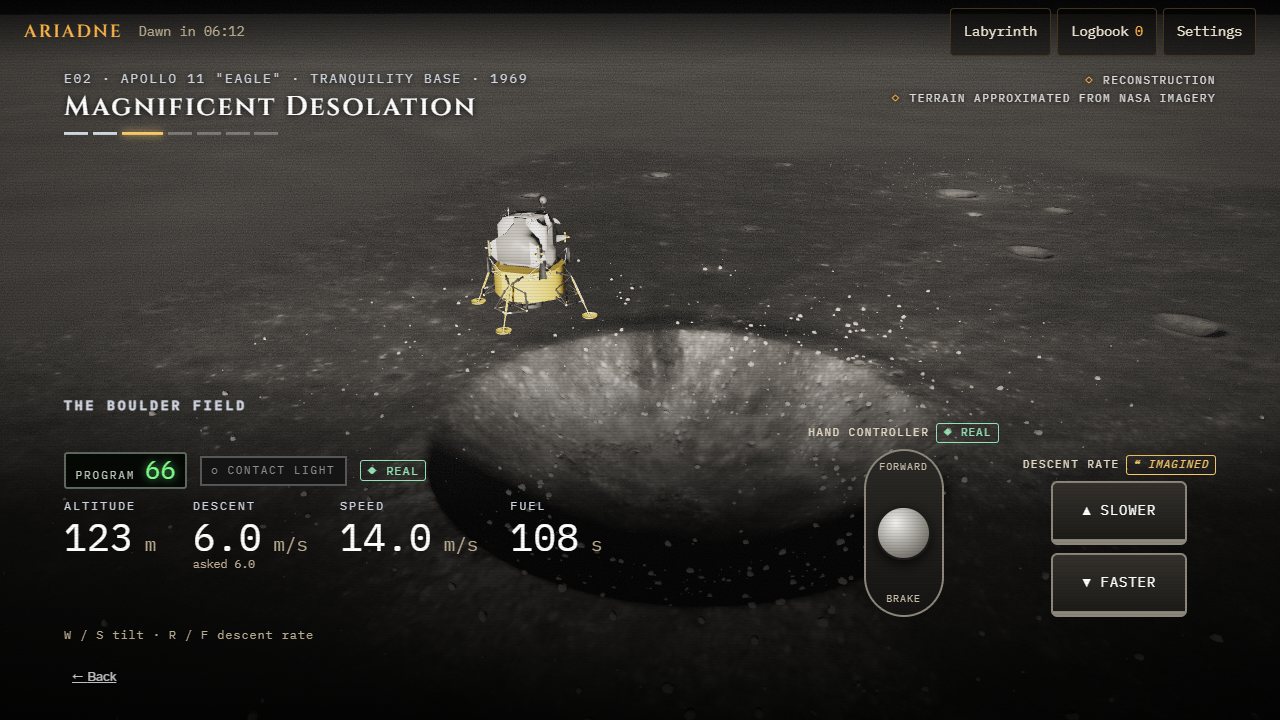 ARIADNE Dawn in 06:12 Labyrinth Logbook 0 Settings
E02 · APOLLO 11 "EAGLE" · TRANQUILITY BASE · 1969
Magnificent Desolation
◇ RECONSTRUCTION
◇ TERRAIN APPROXIMATED FROM NASA IMAGERY
THE BOULDER FIELD
PROGRAM 66 ○ CONTACT LIGHT ◆ REAL
ALTITUDE DESCENT SPEED FUEL
123 m 6.0 m/s 14.0 m/s 108 s
asked 6.0
HAND CONTROLLER ◆ REAL
FORWARD
BRAKE
DESCENT RATE ❝ IMAGINED
▲ SLOWER
▼ FASTER
W / S tilt · R / F descent rate
← Back